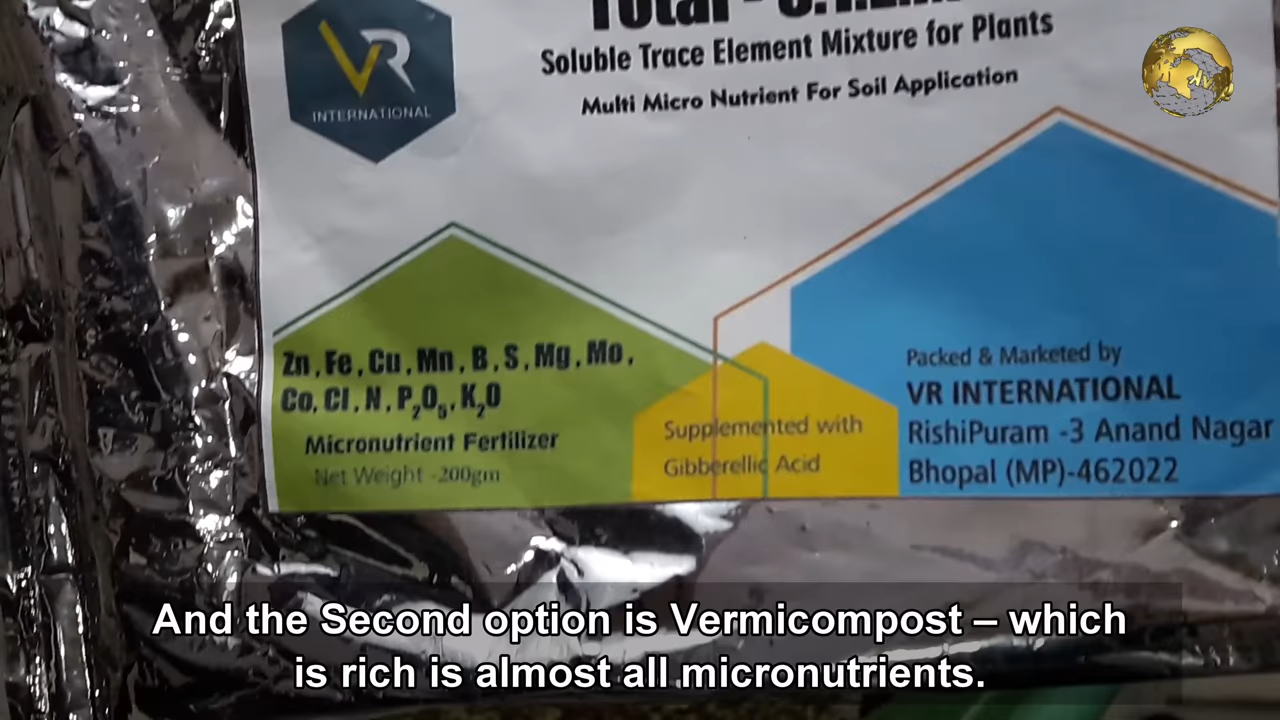 Total -
Soluble Trace Element Mixture for Plants
Multi Micro Nutrient For Soil Application
VR
INTERNATIONAL
Zn , Fe , Cu , Mn , B , S , Mg , Mo ,
Co, Cl , N , P₂O₅ , K₂O
Micronutrient Fertilizer
Net Weight -200gm
Supplemented with
Gibberellic Acid
Packed & Marketed by
VR INTERNATIONAL
RishiPuram -3 Anand Nagar
Bhopal (MP)-462022
And the Second option is Vermicompost – which
is rich is almost all micronutrients.